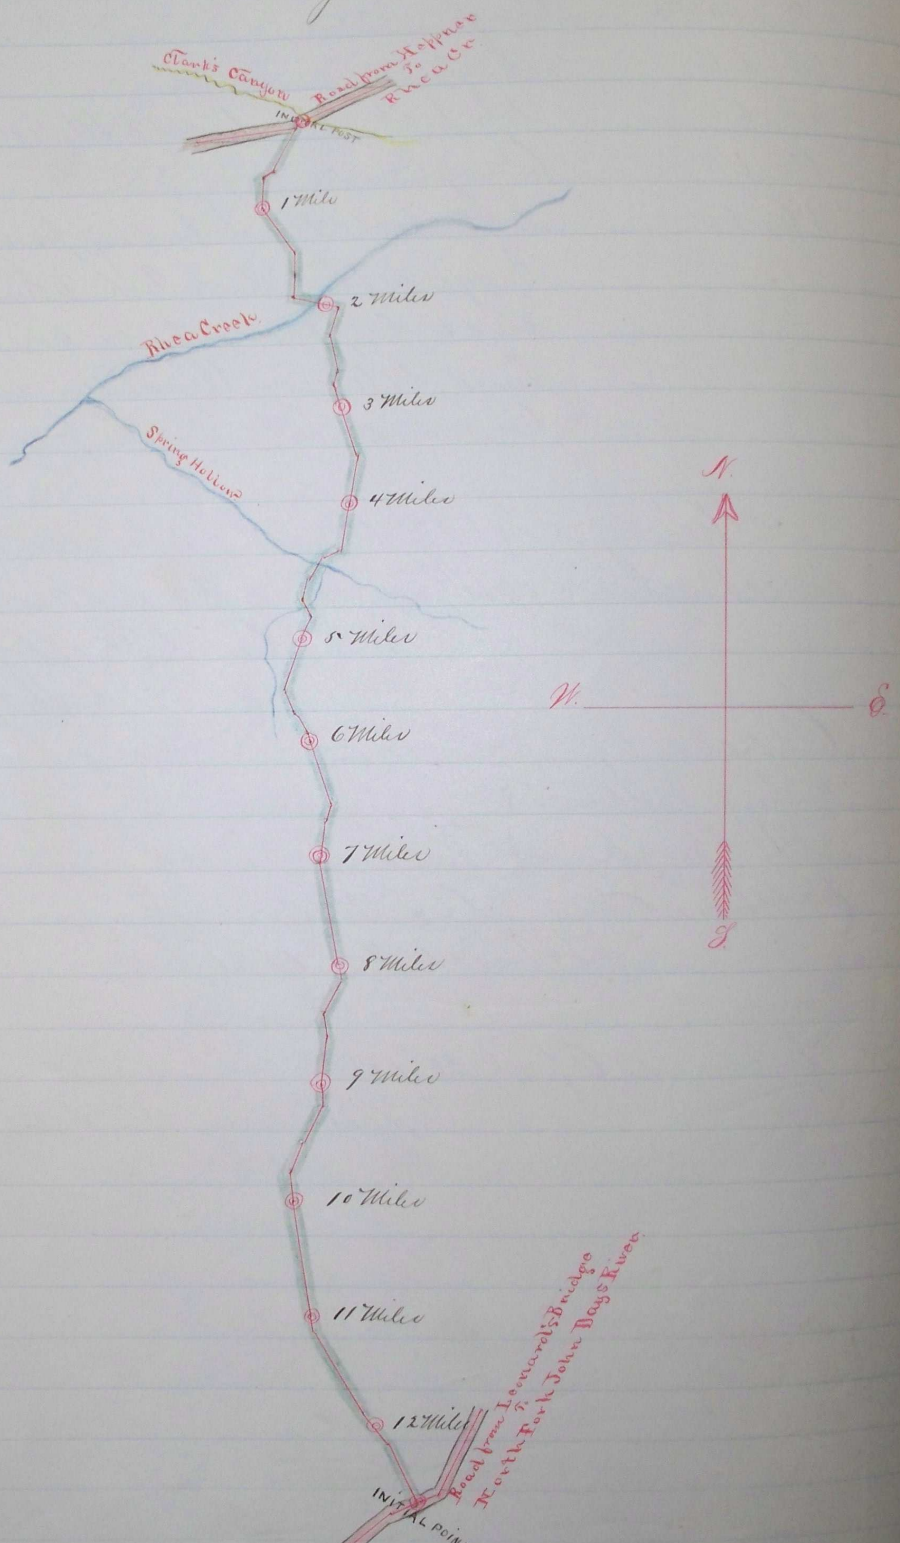 Clark's Canyon
Road from Heppner
To
Rhea Cr
INITIAL POST
1 Mile
2 Miles
Rhea Creek
3 Miles
Spring Hollow
4 Miles
N.
5 Miles
W.
E.
6 Miles
7 Miles
S.
8 Miles
9 Miles
10 Miles
11 Miles
Road from Leonard's Bridge
T.
North Fork John Days River
12 Miles
INITIAL POIN